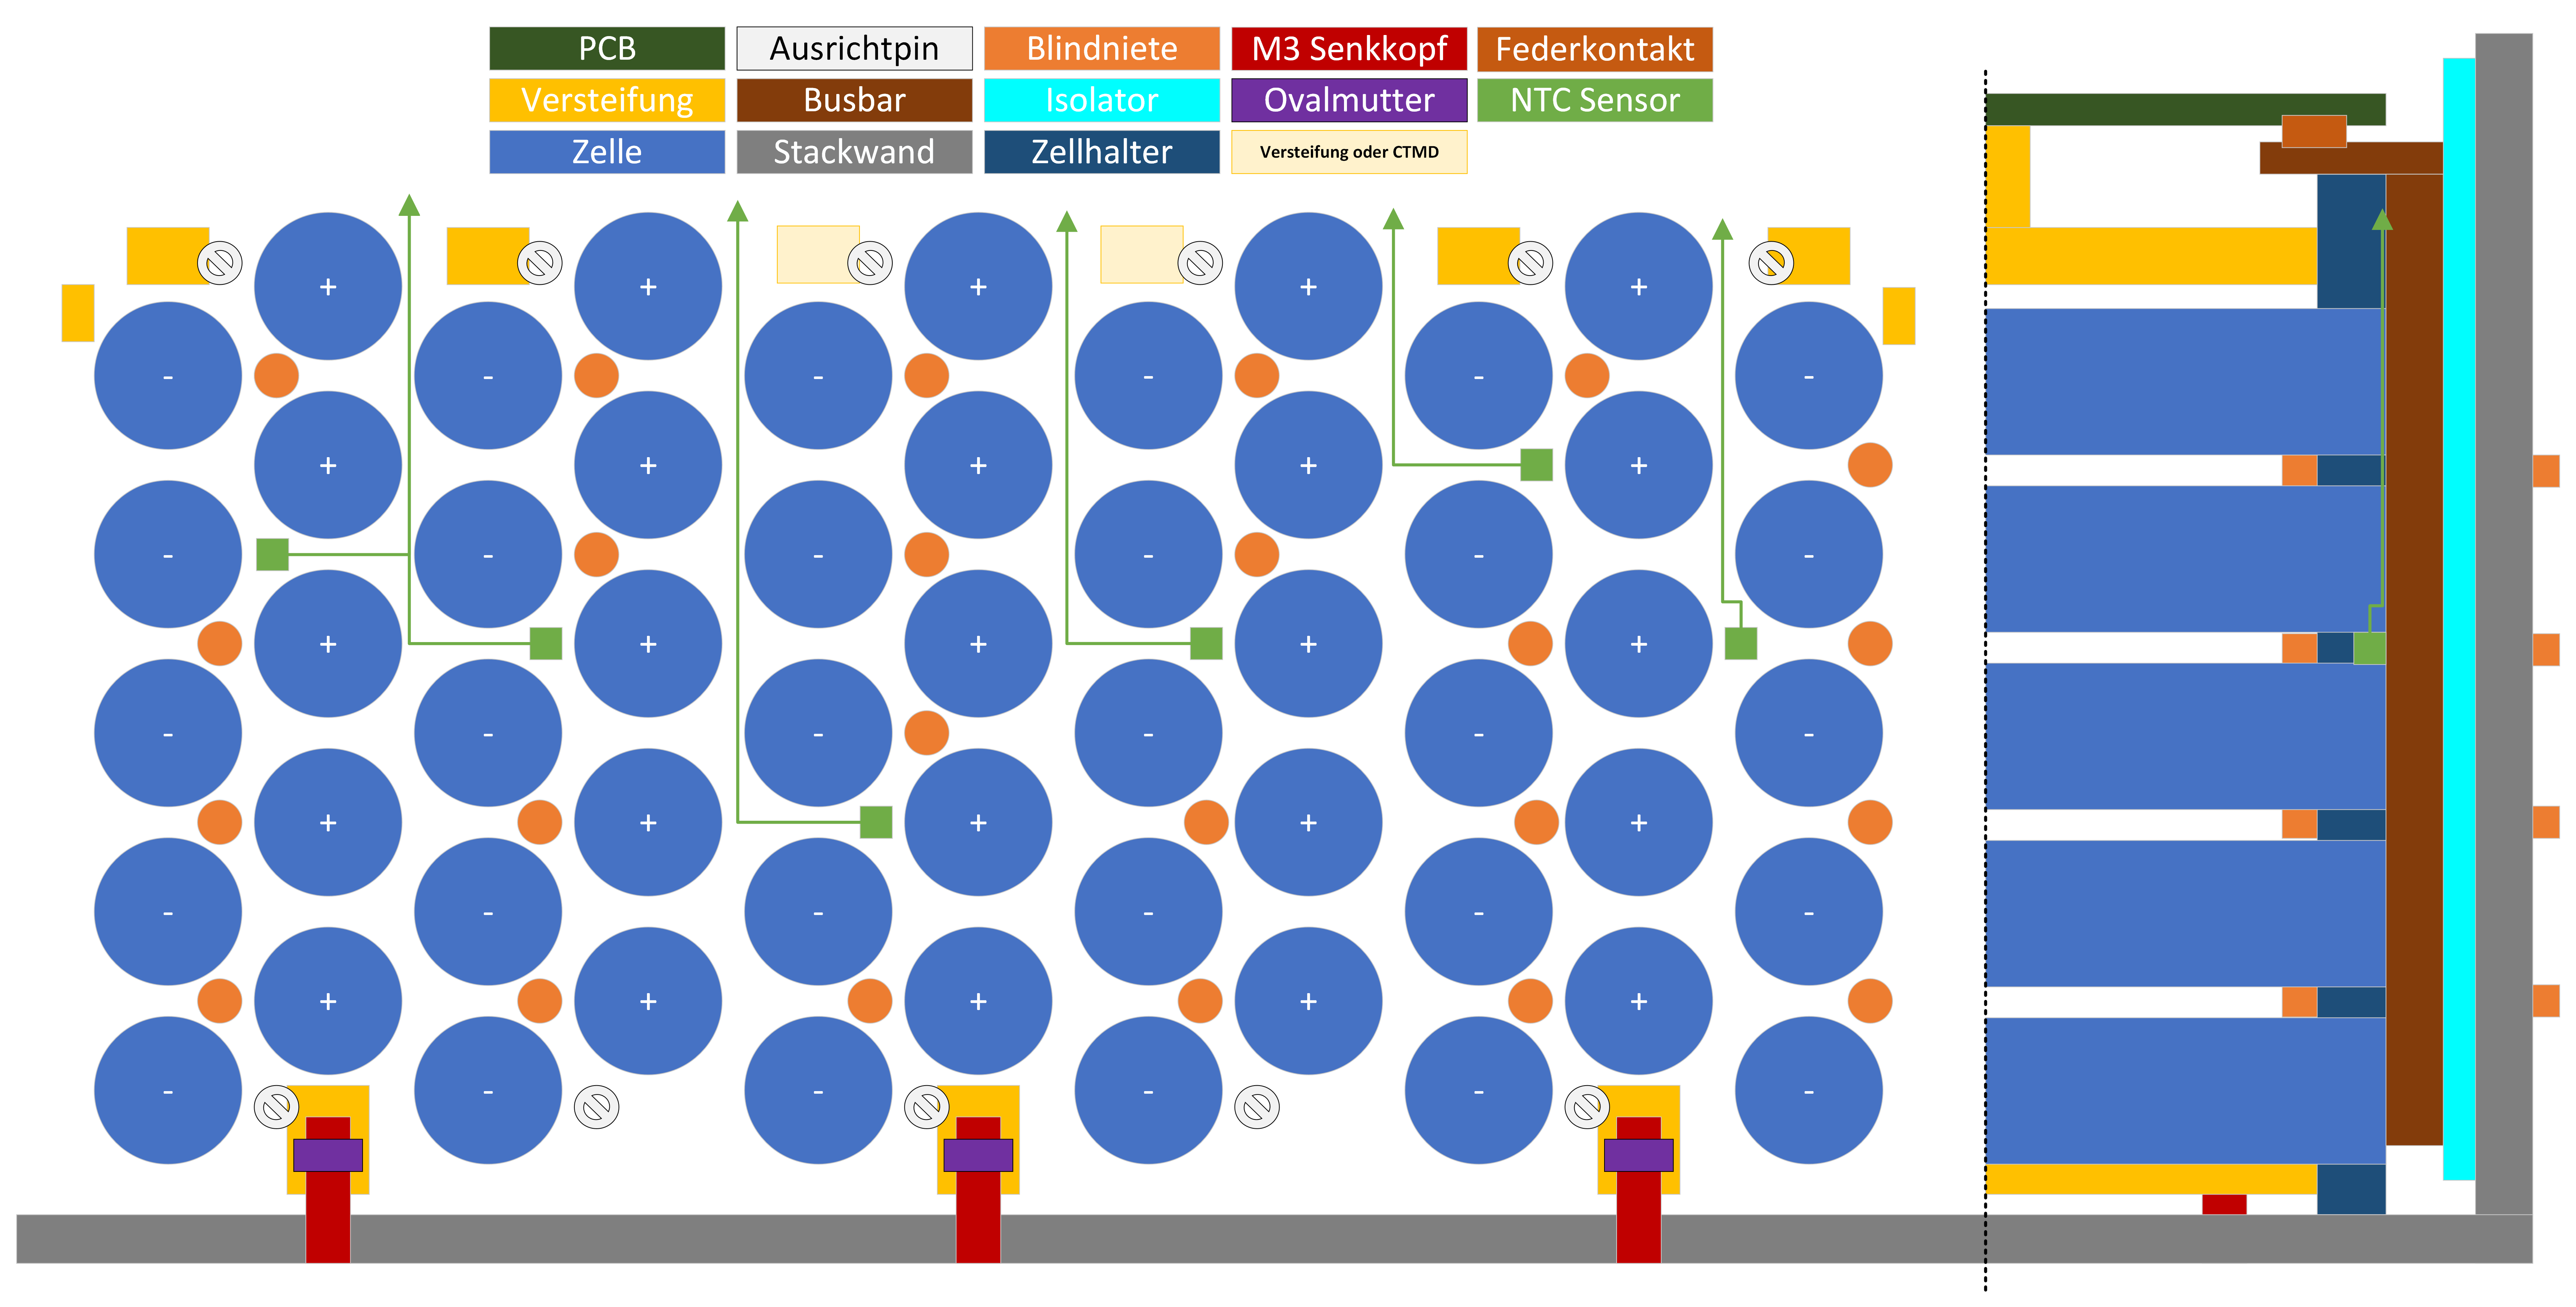 PCB Ausrichtpin Blindniete M3 Senkkopf Federkontakt
Versteifung Busbar Isolator Ovalmutter NTC Sensor
Zelle Stackwand Zellhalter Versteifung oder CTMD
+ + + + +
- - - - - -
+ + + + +
- - - - - -
+ + + + +
- - - - - -
+ + + + +
- - - - - -
+ + + + +
- - - - - -